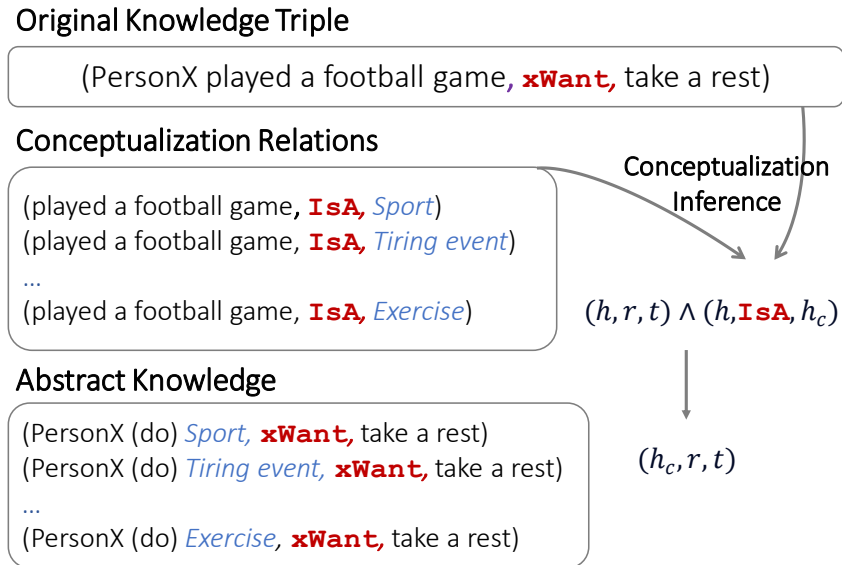 Original Knowledge Triple
(PersonX played a football game, xWant, take a rest)
Conceptualization Relations
(played a football game, IsA, Sport)
(played a football game, IsA, Tiring event)
...
(played a football game, IsA, Exercise)
Conceptualization
Inference
(h, r, t) ∧ (h, IsA, h_c)
(h_c, r, t)
Abstract Knowledge
(PersonX (do) Sport, xWant, take a rest)
(PersonX (do) Tiring event, xWant, take a rest)
...
(PersonX (do) Exercise, xWant, take a rest)